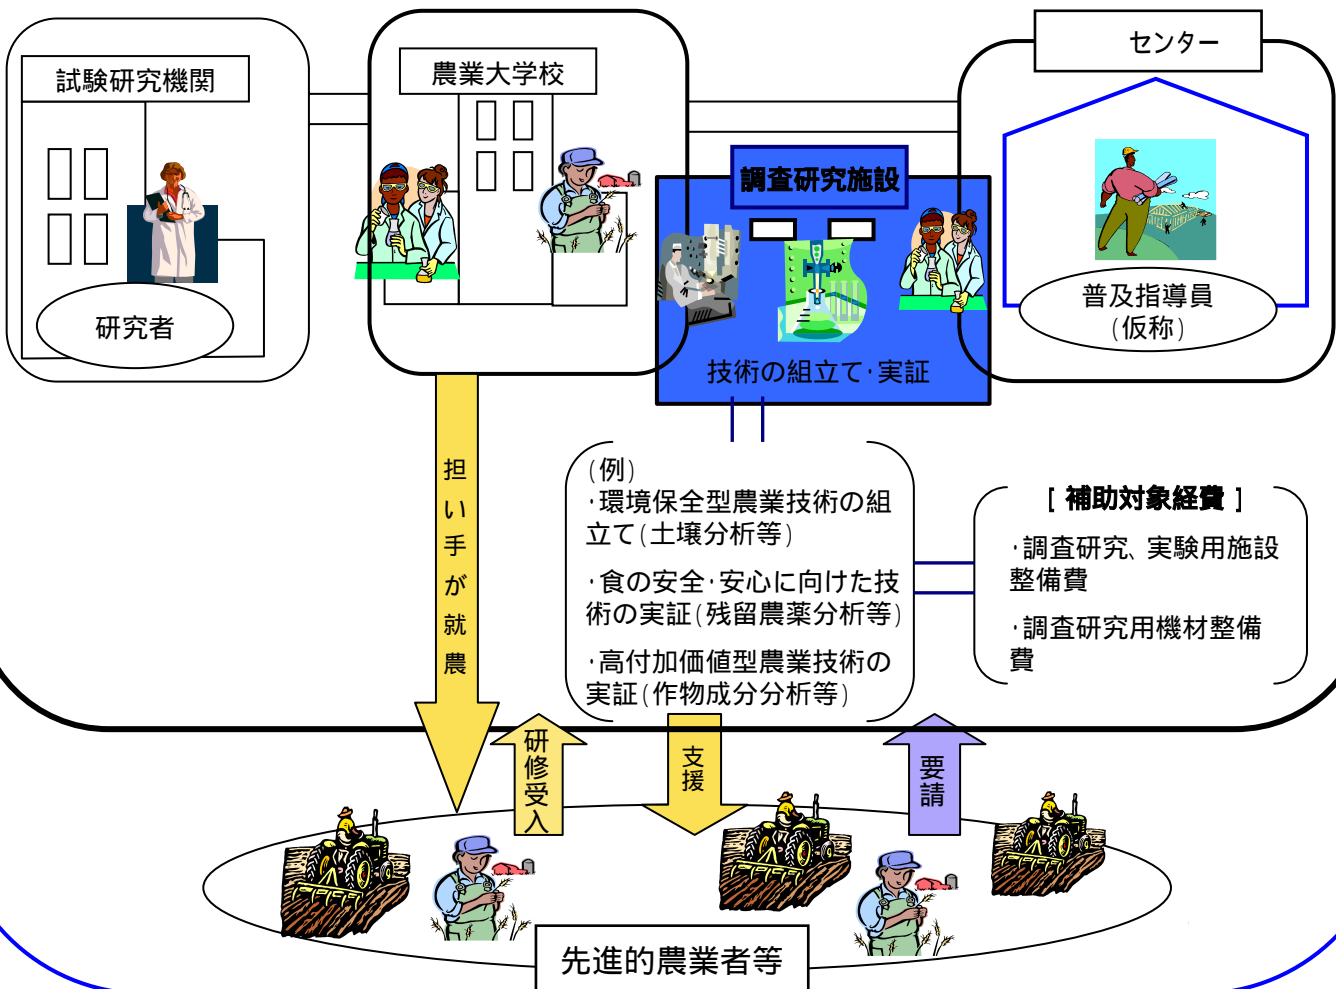 試験研究機関
農業大学校
センター
調査研究施設
研究者
普及指導員
(仮称)
技術の組立て・実証
担い手が就農
(例)
・環境保全型農業技術の組
立て(土壌分析等)
・食の安全・安心に向けた技
術の実証(残留農薬分析等)
・高付加価値型農業技術の
実証(作物成分分析等)
[ 補助対象経費 ]
・調査研究、実験用施設
整備費
・調査研究用機材整備
費
研修受入
支援
要請
先進的農業者等